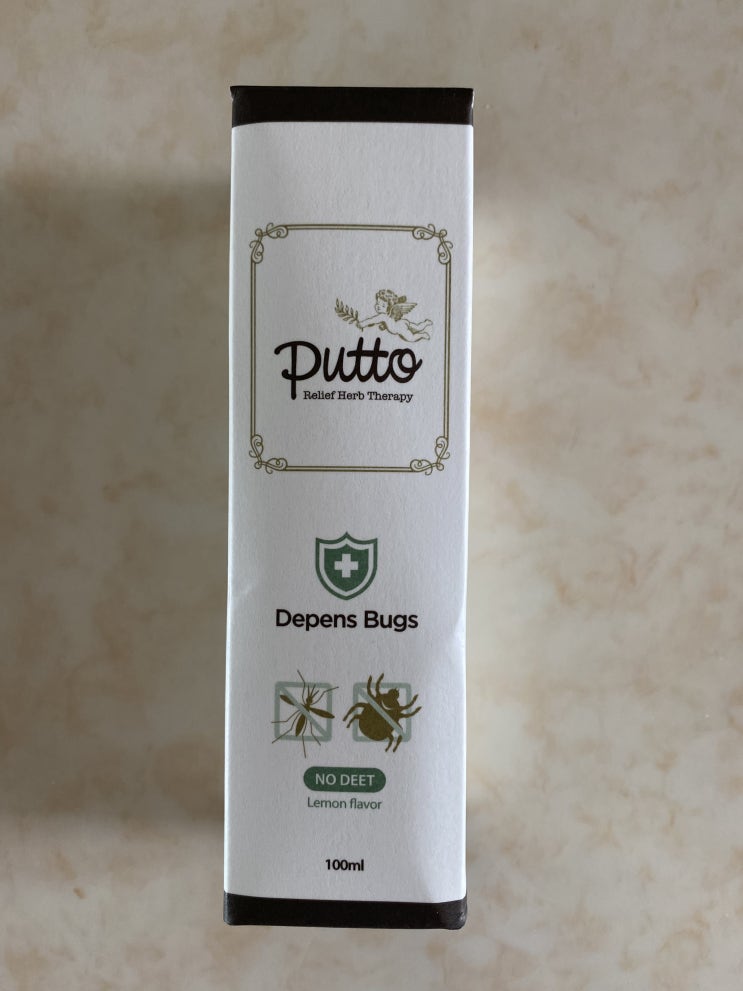 Putto
Relief Herb Therapy
Depens Bugs
NO DEET
Lemon flavor
100ml